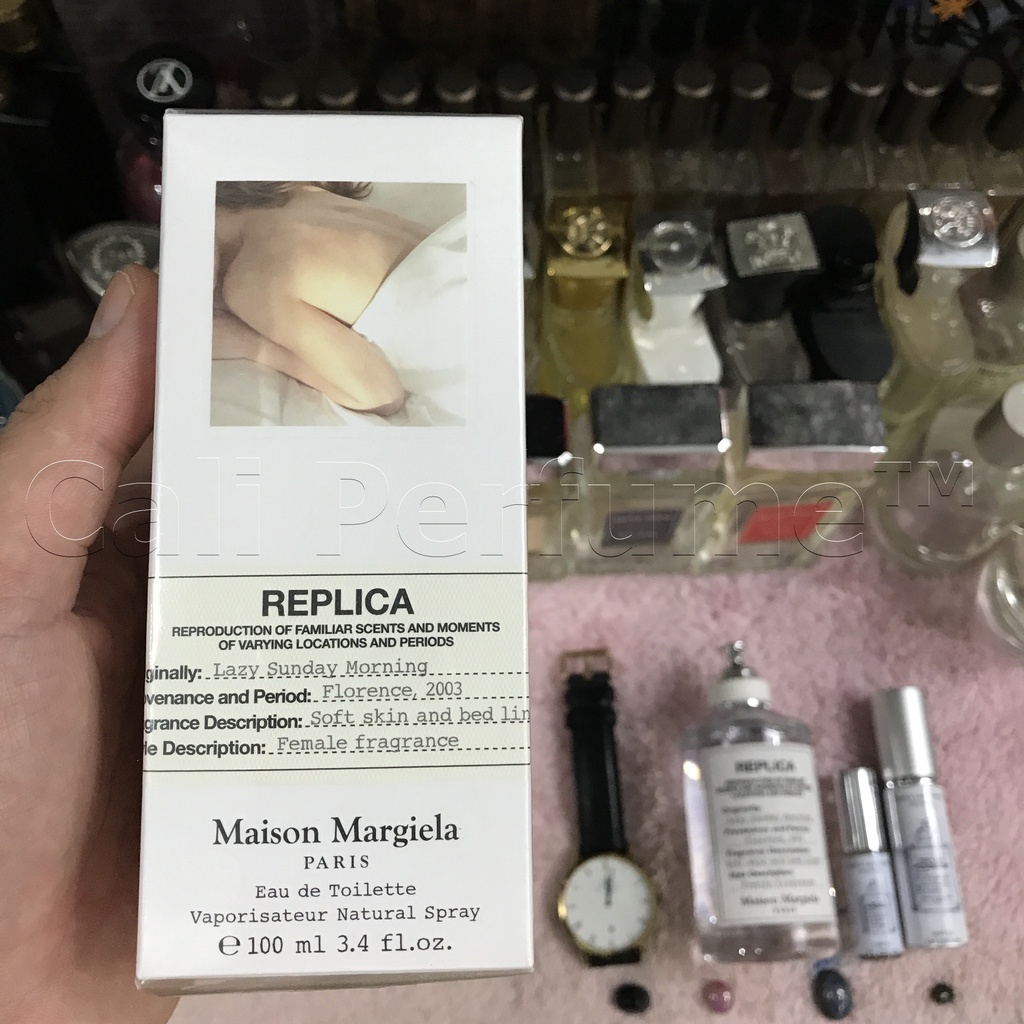 Cali Perfume™
REPLICA
REPRODUCTION OF FAMILIAR SCENTS AND MOMENTS
OF VARYING LOCATIONS AND PERIODS
ginally: Lazy Sunday Morning
venance and Period: Florence, 2003
grance Description: Soft skin and bed lin
le Description: Female fragrance
Maison Margiela
PARIS
Eau de Toilette
Vaporisateur Natural Spray
℮ 100 ml 3.4 fl.oz.
REPLICA
Maison Margiela